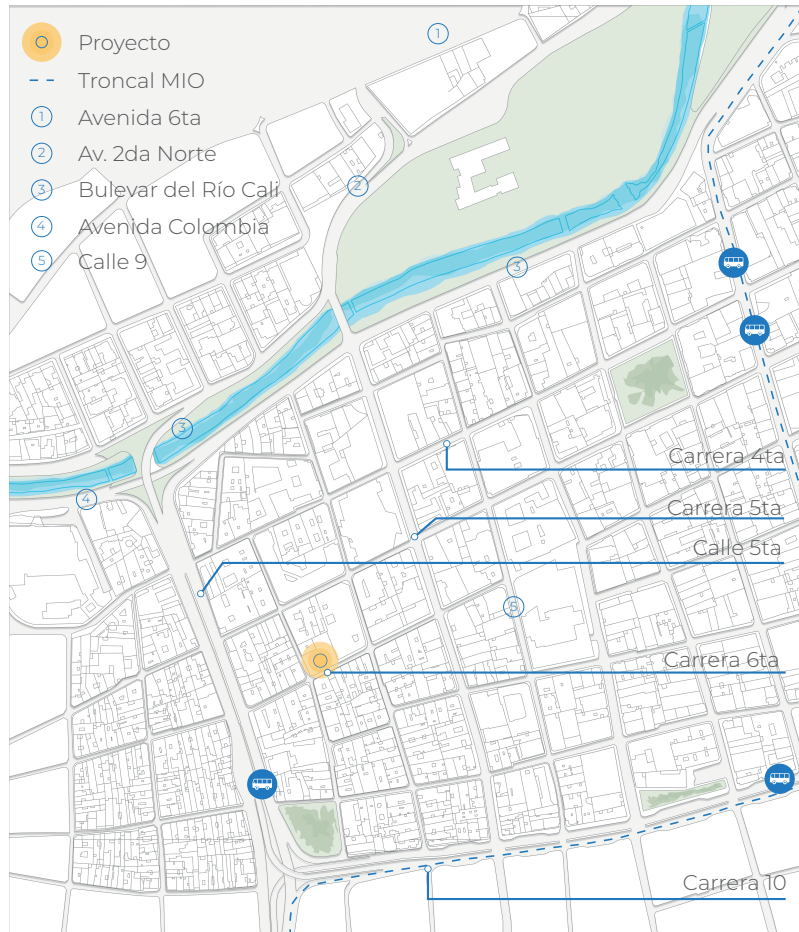 Proyecto
Troncal MIO
1 Avenida 6ta
2 Av. 2da Norte
3 Bulevar del Río Cali
4 Avenida Colombia
5 Calle 9
1
2
3
3
4
Carrera 4ta
Carrera 5ta
Calle 5ta
5
Carrera 6ta
Carrera 10